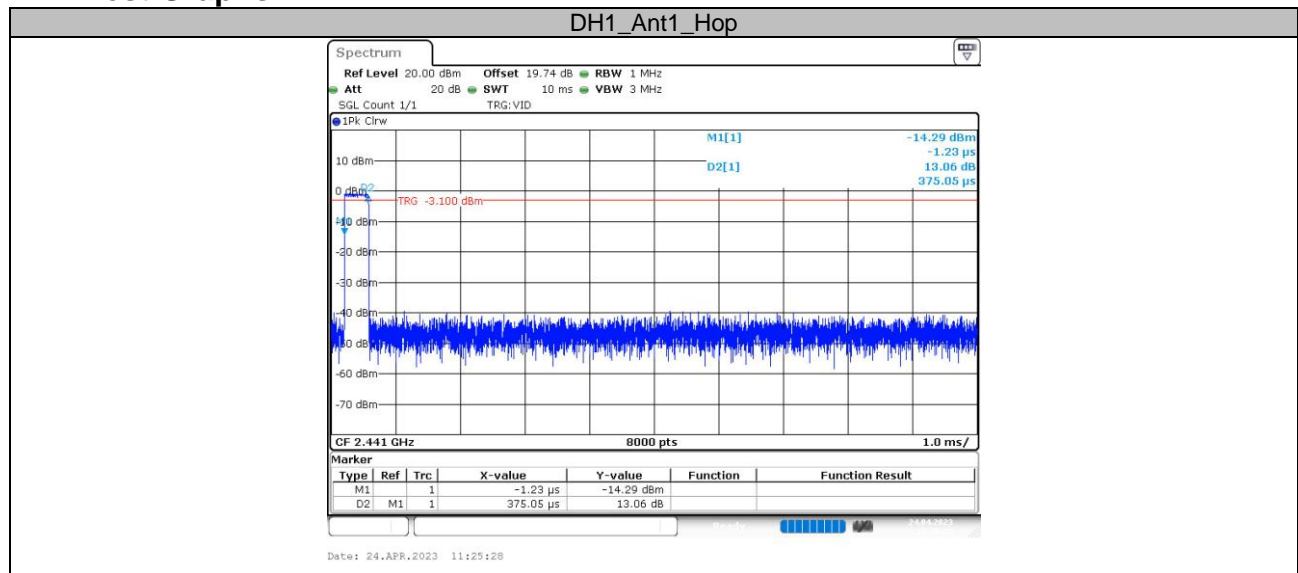 DH1_Ant1_Hop
Spectrum
Ref Level 20.00 dBm Offset 19.74 dB RBW 1 MHz
Att 20 dB SWT 10 ms VBW 3 MHz
SGL Count 1/1 TRG:VID
1Pk Clrw
M1[1] -14.29 dBm
-1.23 µs
10 dBm
D2[1] 13.06 dB
375.05 µs
0 dBm
D2
TRG -3.100 dBm
-10 dBm
-20 dBm
-30 dBm
-40 dBm
-60 dBm
-70 dBm
CF 2.441 GHz 8000 pts 1.0 ms/
Marker
Type Ref Trc X-value Y-value Function Function Result
M1 1 -1.23 µs -14.29 dBm
D2 M1 1 375.05 µs 13.06 dB
Ready 24.04.2023
Date: 24.APR.2023 11:25:28